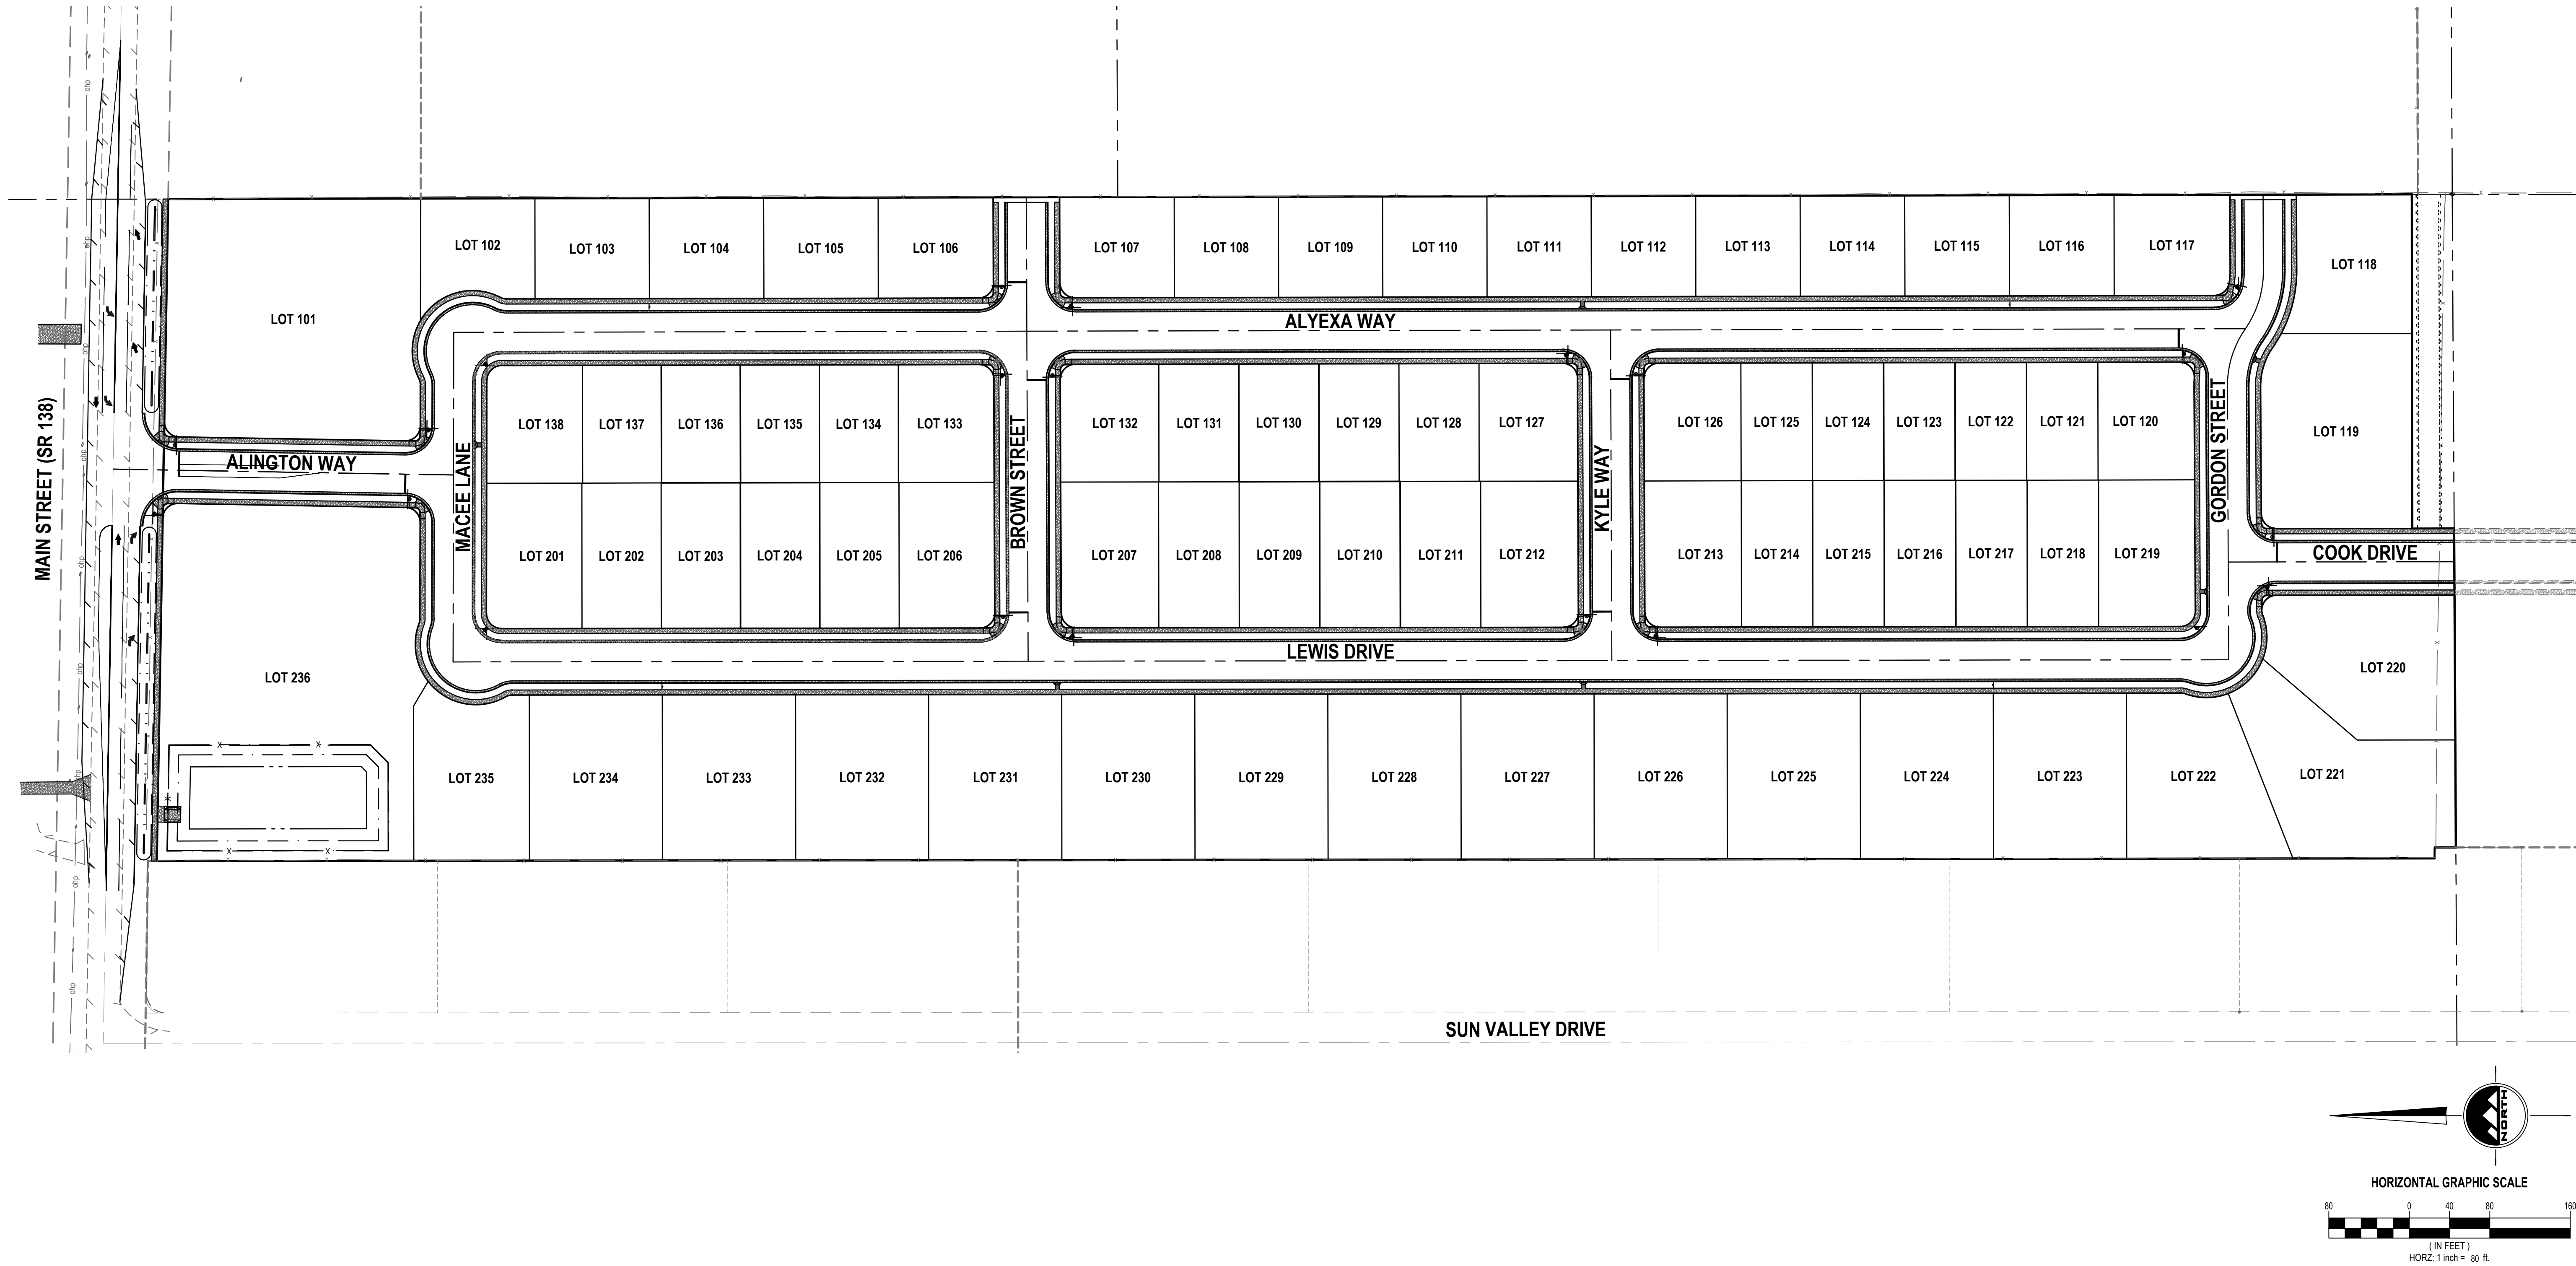 LOT 102
LOT 103
LOT 104
LOT 105
LOT 106
LOT 107
LOT 108
LOT 109
LOT 110
LOT 111
LOT 112
LOT 113
LOT 114
LOT 115
LOT 116
LOT 117
LOT 118
LOT 101
ALYEXA WAY
LOT 138
LOT 137
LOT 136
LOT 135
LOT 134
LOT 133
LOT 132
LOT 131
LOT 130
LOT 129
LOT 128
LOT 127
LOT 126
LOT 125
LOT 124
LOT 123
LOT 122
LOT 121
LOT 120
LOT 119
MAIN STREET (SR 138)
ALINGTON WAY
MACEE LANE
BROWN STREET
KYLE WAY
GORDON STREET
COOK DRIVE
LOT 201
LOT 202
LOT 203
LOT 204
LOT 205
LOT 206
LOT 207
LOT 208
LOT 209
LOT 210
LOT 211
LOT 212
LOT 213
LOT 214
LOT 215
LOT 216
LOT 217
LOT 218
LOT 219
LEWIS DRIVE
LOT 236
LOT 220
LOT 235
LOT 234
LOT 233
LOT 232
LOT 231
LOT 230
LOT 229
LOT 228
LOT 227
LOT 226
LOT 225
LOT 224
LOT 223
LOT 222
LOT 221
ohp
ohp
ohp
ohp
ohp
ohp
ohp
ohp
ohp
SUN VALLEY DRIVE
NORTH
HORIZONTAL GRAPHIC SCALE
80 0 40 80 160
( IN FEET )
HORZ: 1 inch = 80 ft.